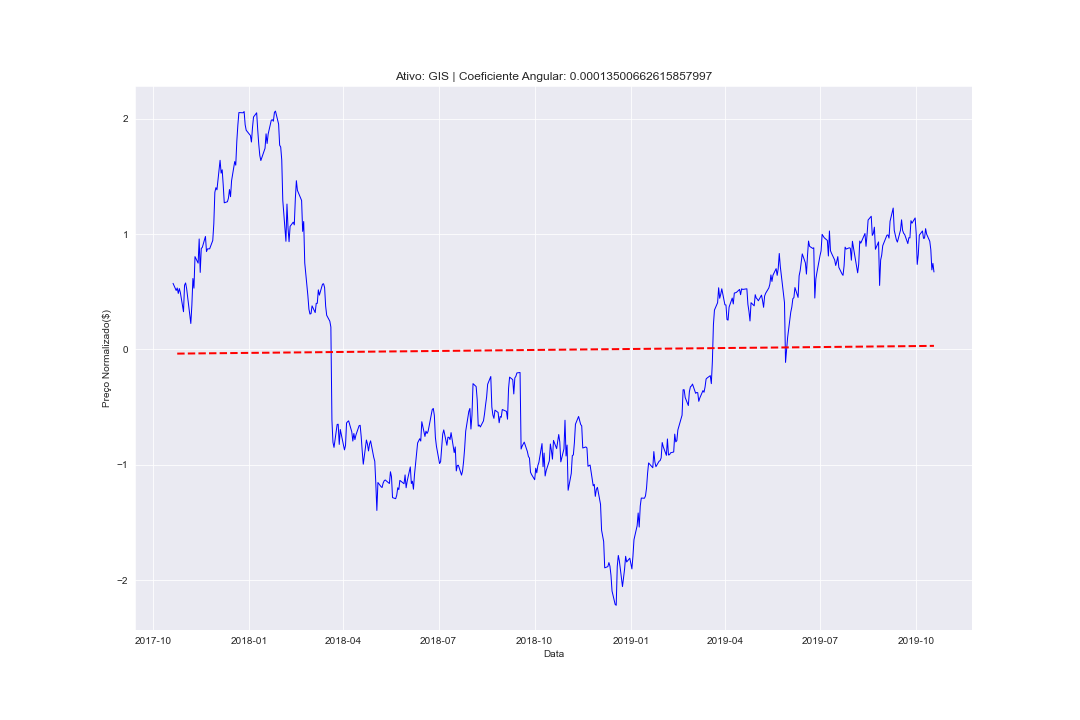 Ativo: GIS | Coeficiente Angular: 0.00013500662615857997
2
1
0
−1
−2
Preço Normalizado($)
2017-10 2018-01 2018-04 2018-07 2018-10 2019-01 2019-04 2019-07 2019-10
Data